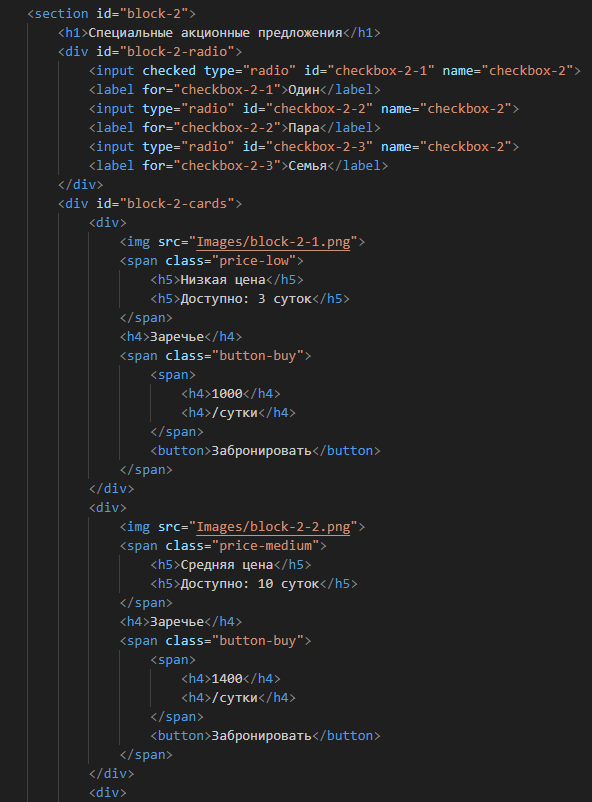 <section id="block-2">
<h1>Специальные акционные предложения</h1>
<div id="block-2-radio">
<input checked type="radio" id="checkbox-2-1" name="checkbox-2">
<label for="checkbox-2-1">Один</label>
<input type="radio" id="checkbox-2-2" name="checkbox-2">
<label for="checkbox-2-2">Пара</label>
<input type="radio" id="checkbox-2-3" name="checkbox-2">
<label for="checkbox-2-3">Семья</label>
</div>
<div id="block-2-cards">
<div>
<img src="Images/block-2-1.png">
<span class="price-low">
<h5>Низкая цена</h5>
<h5>Доступно: 3 суток</h5>
</span>
<h4>Заречье</h4>
<span class="button-buy">
<span>
<h4>1000</h4>
<h4>/сутки</h4>
</span>
<button>Забронировать</button>
</span>
</div>
<div>
<img src="Images/block-2-2.png">
<span class="price-medium">
<h5>Средняя цена</h5>
<h5>Доступно: 10 суток</h5>
</span>
<h4>Заречье</h4>
<span class="button-buy">
<span>
<h4>1400</h4>
<h4>/сутки</h4>
</span>
<button>Забронировать</button>
</span>
</div>
<div>